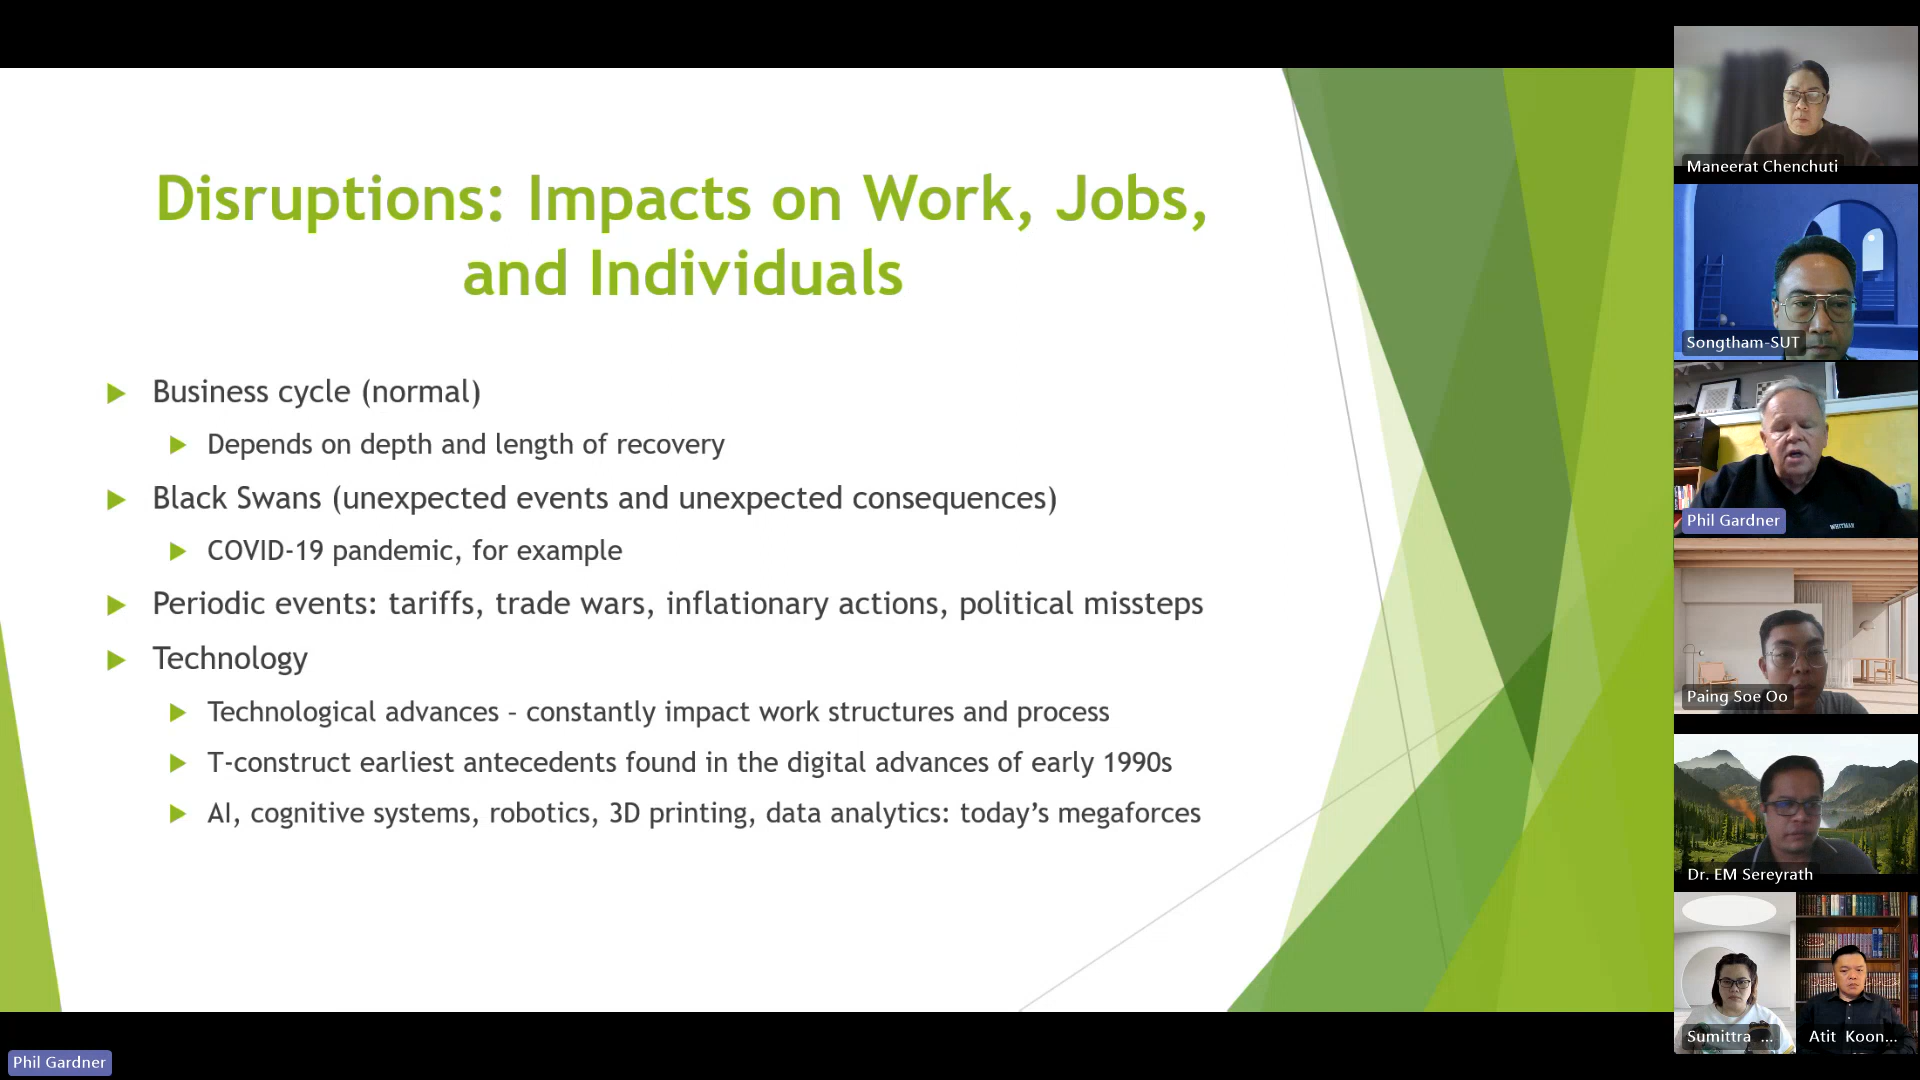 Disruptions: Impacts on Work, Jobs,
and Individuals
Business cycle (normal)
Depends on depth and length of recovery
Black Swans (unexpected events and unexpected consequences)
COVID-19 pandemic, for example
Periodic events: tariffs, trade wars, inflationary actions, political missteps
Technology
Technological advances – constantly impact work structures and process
T-construct earliest antecedents found in the digital advances of early 1990s
AI, cognitive systems, robotics, 3D printing, data analytics: today's megaforces
Maneerat Chenchuti
Songtham-SUT
WHITMAN
Phil Gardner
Paing Soe Oo
Dr. EM Sereyrath
Sumittra ...
Atit Koon...
Phil Gardner